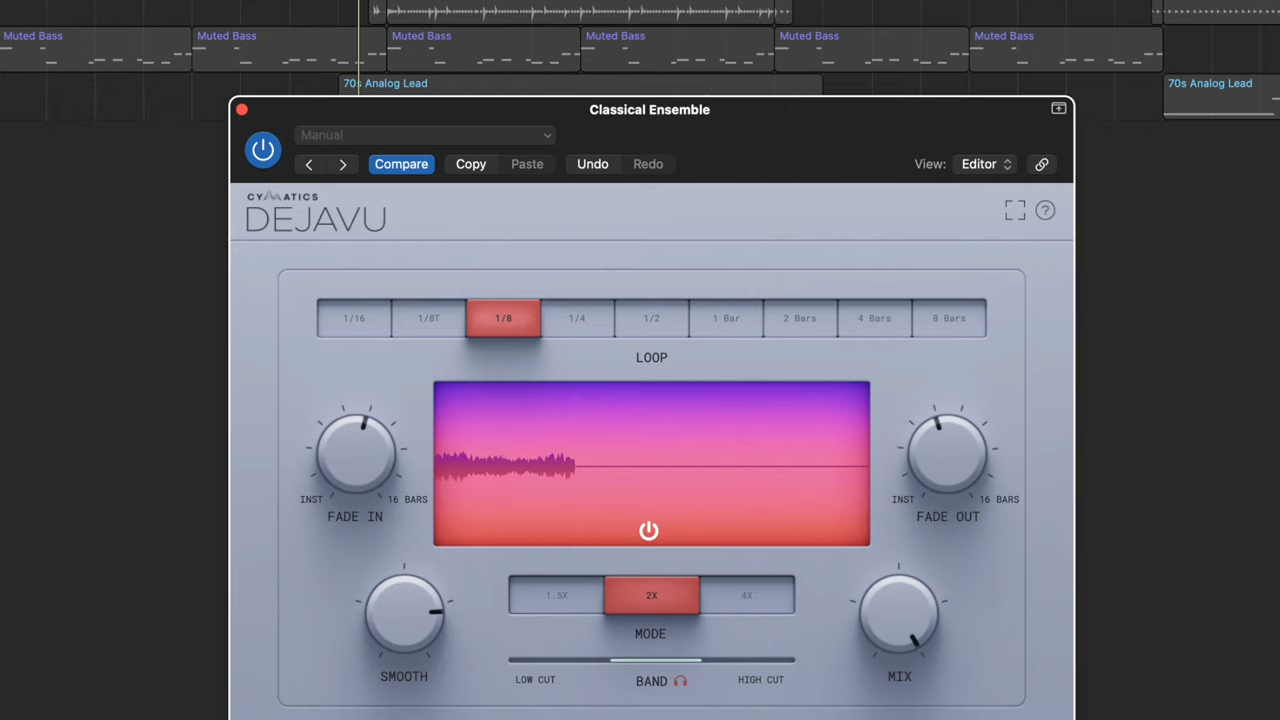 Muted Bass Muted Bass Muted Bass Muted Bass Muted Bass Muted Bass
70s Analog Lead 70s Analog Lead
Classical Ensemble
Manual
Compare Copy Paste Undo Redo View: Editor
CYMATICS
DEJAVU
?
1/16 1/8T 1/8 1/4 1/2 1 Bar 2 Bars 4 Bars 8 Bars
LOOP
INST 16 BARS INST 16 BARS
FADE IN FADE OUT
1.5X 2X 4X
MODE
SMOOTH LOW CUT BAND HIGH CUT MIX